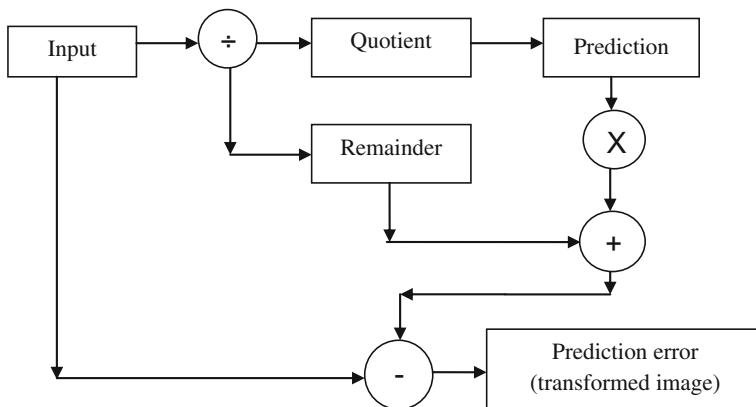 Input
÷
Quotient
Prediction
Remainder
X
+
-
Prediction error
(transformed image)